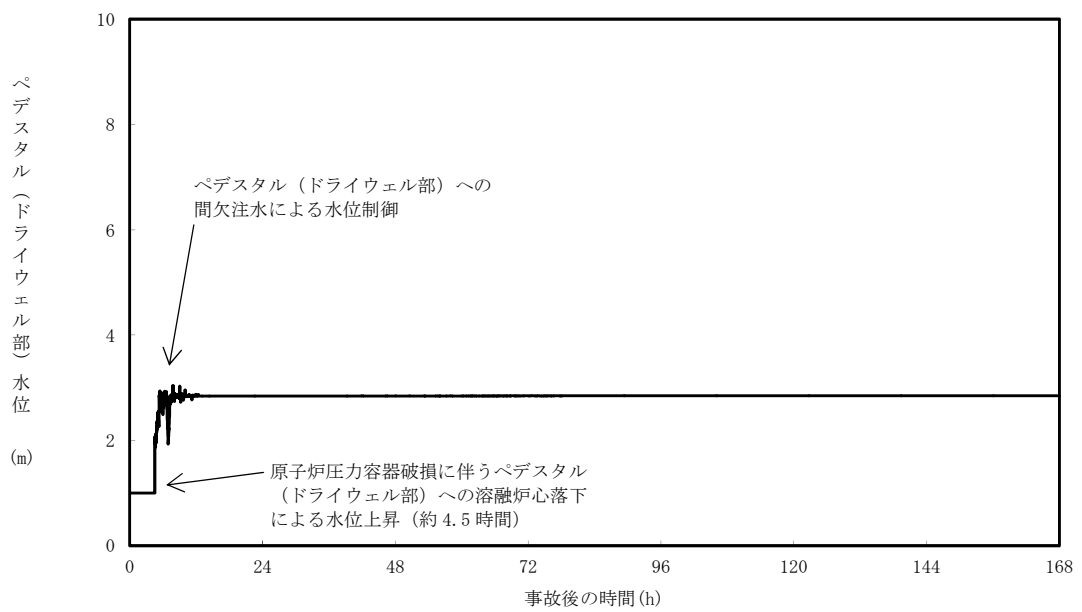 ペデスタル(ドライウェル部)水位 (m)
10
8
6
4
2
0
ペデスタル(ドライウェル部)への
間欠注水による水位制御
原子炉圧力容器破損に伴うペデスタル
(ドライウェル部)への溶融炉心落下
による水位上昇(約 4.5 時間)
0 24 48 72 96 120 144 168
事故後の時間(h)